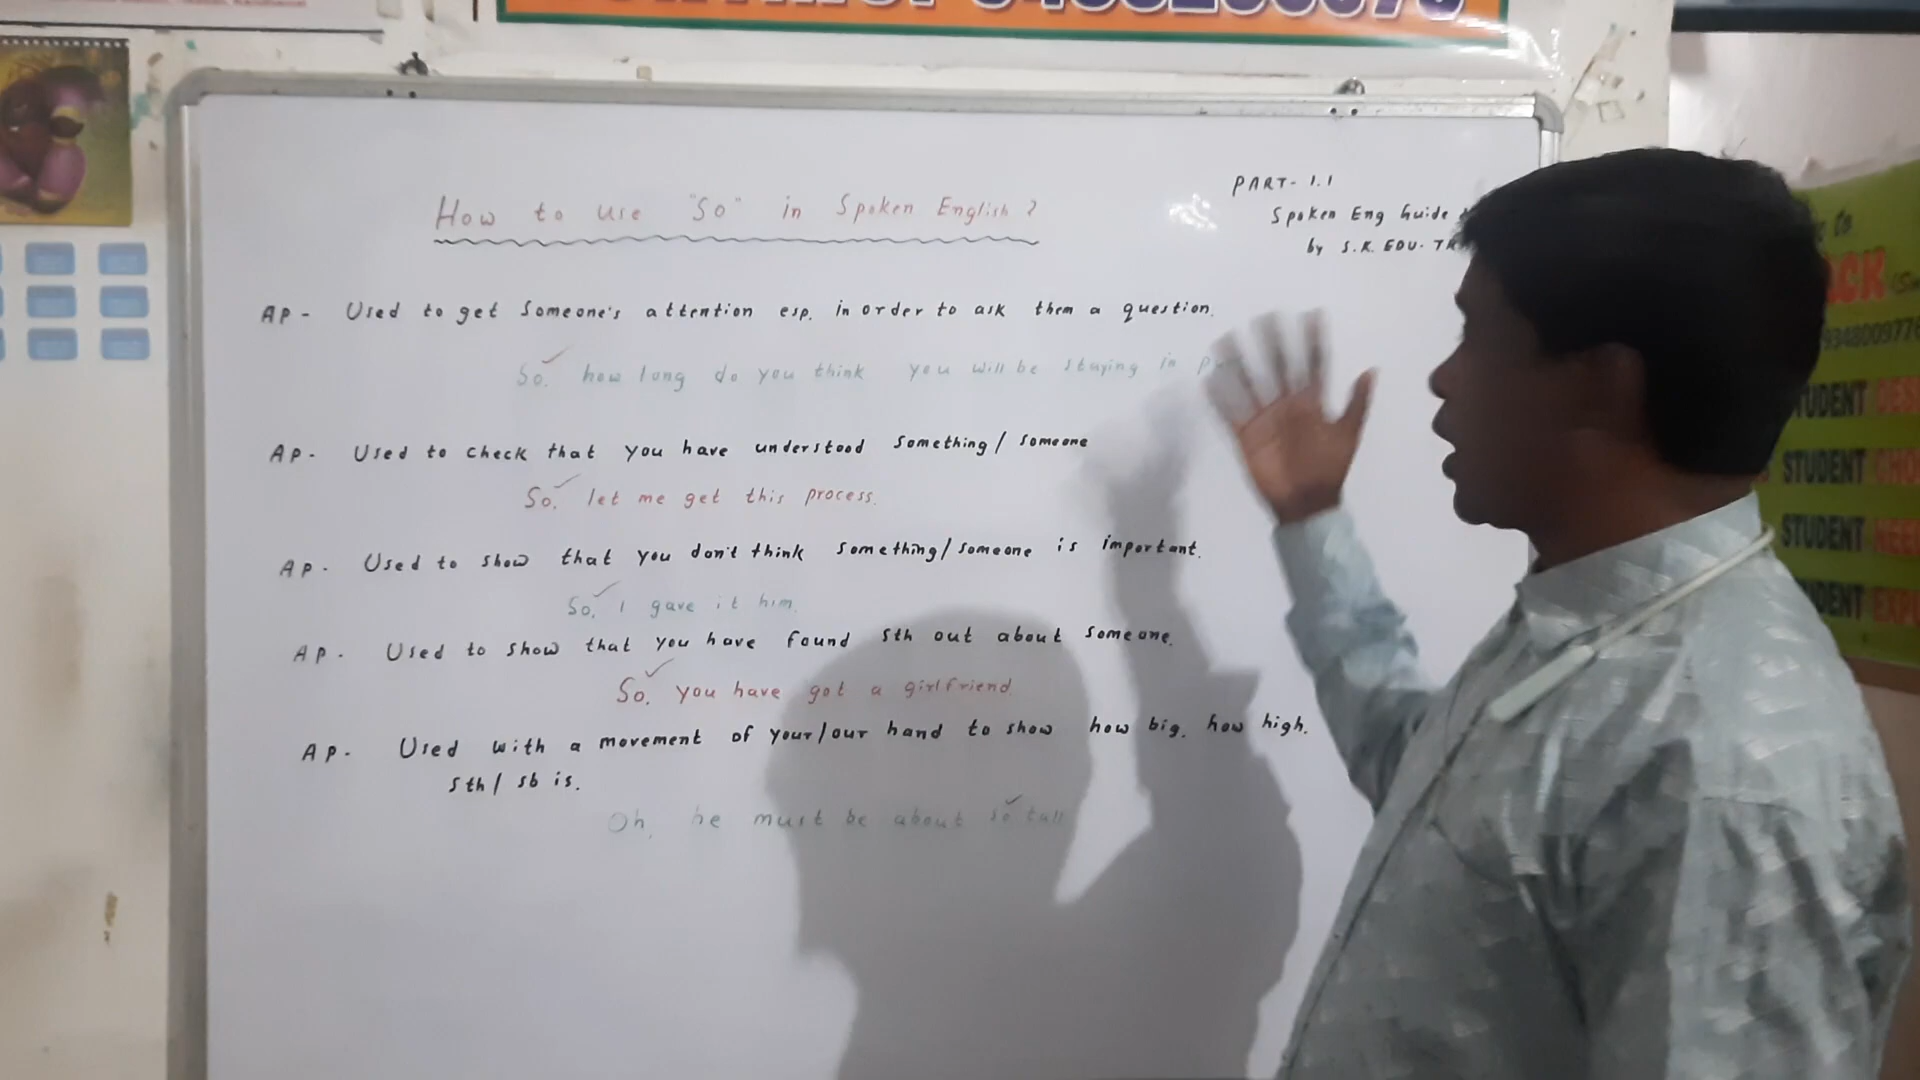 How to use "So" in Spoken English ?
PART- 1.1
Spoken Eng Guide
by S.K. EDU.
AP - Used to get Someone's attention esp. in order to ask them a question.
So, how long do you think you will be staying in
AP - Used to check that you have understood something/someone
So, let me get this process.
AP - Used to show that you don't think something/someone is important.
So, I gave it him.
AP - Used to show that you have found sth out about someone.
So, you have got a girlfriend.
AP - Used with a movement of your/our hand to show how big, how high.
sth/ sb is.
Oh, he must be about so tall
to
STUDENT
STUDENT